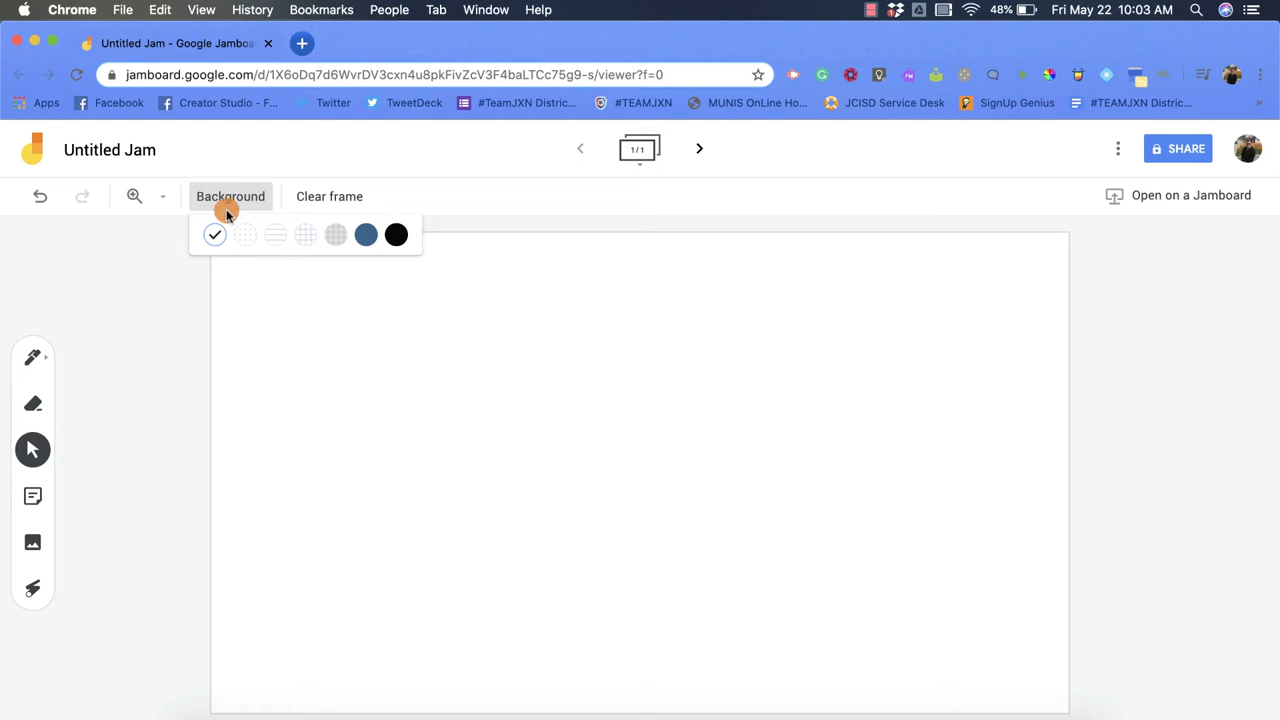 Chrome File Edit View History Bookmarks People Tab Window Help 48% Fri May 22 10:03 AM
Untitled Jam - Google Jamboa
jamboard.google.com/d/1X6oDq7d6WvrDV3cxn4u8pkFivZcV3F4baLTCc75g9-s/viewer?f=0
Apps Facebook Creator Studio - F... Twitter TweetDeck #TeamJXN Distric... #TEAMJXN MUNIS OnLine Ho... JCISD Service Desk SignUp Genius #TEAMJXN Distric... »
Untitled Jam 1/1 SHARE
Background Clear frame Open on a Jamboard